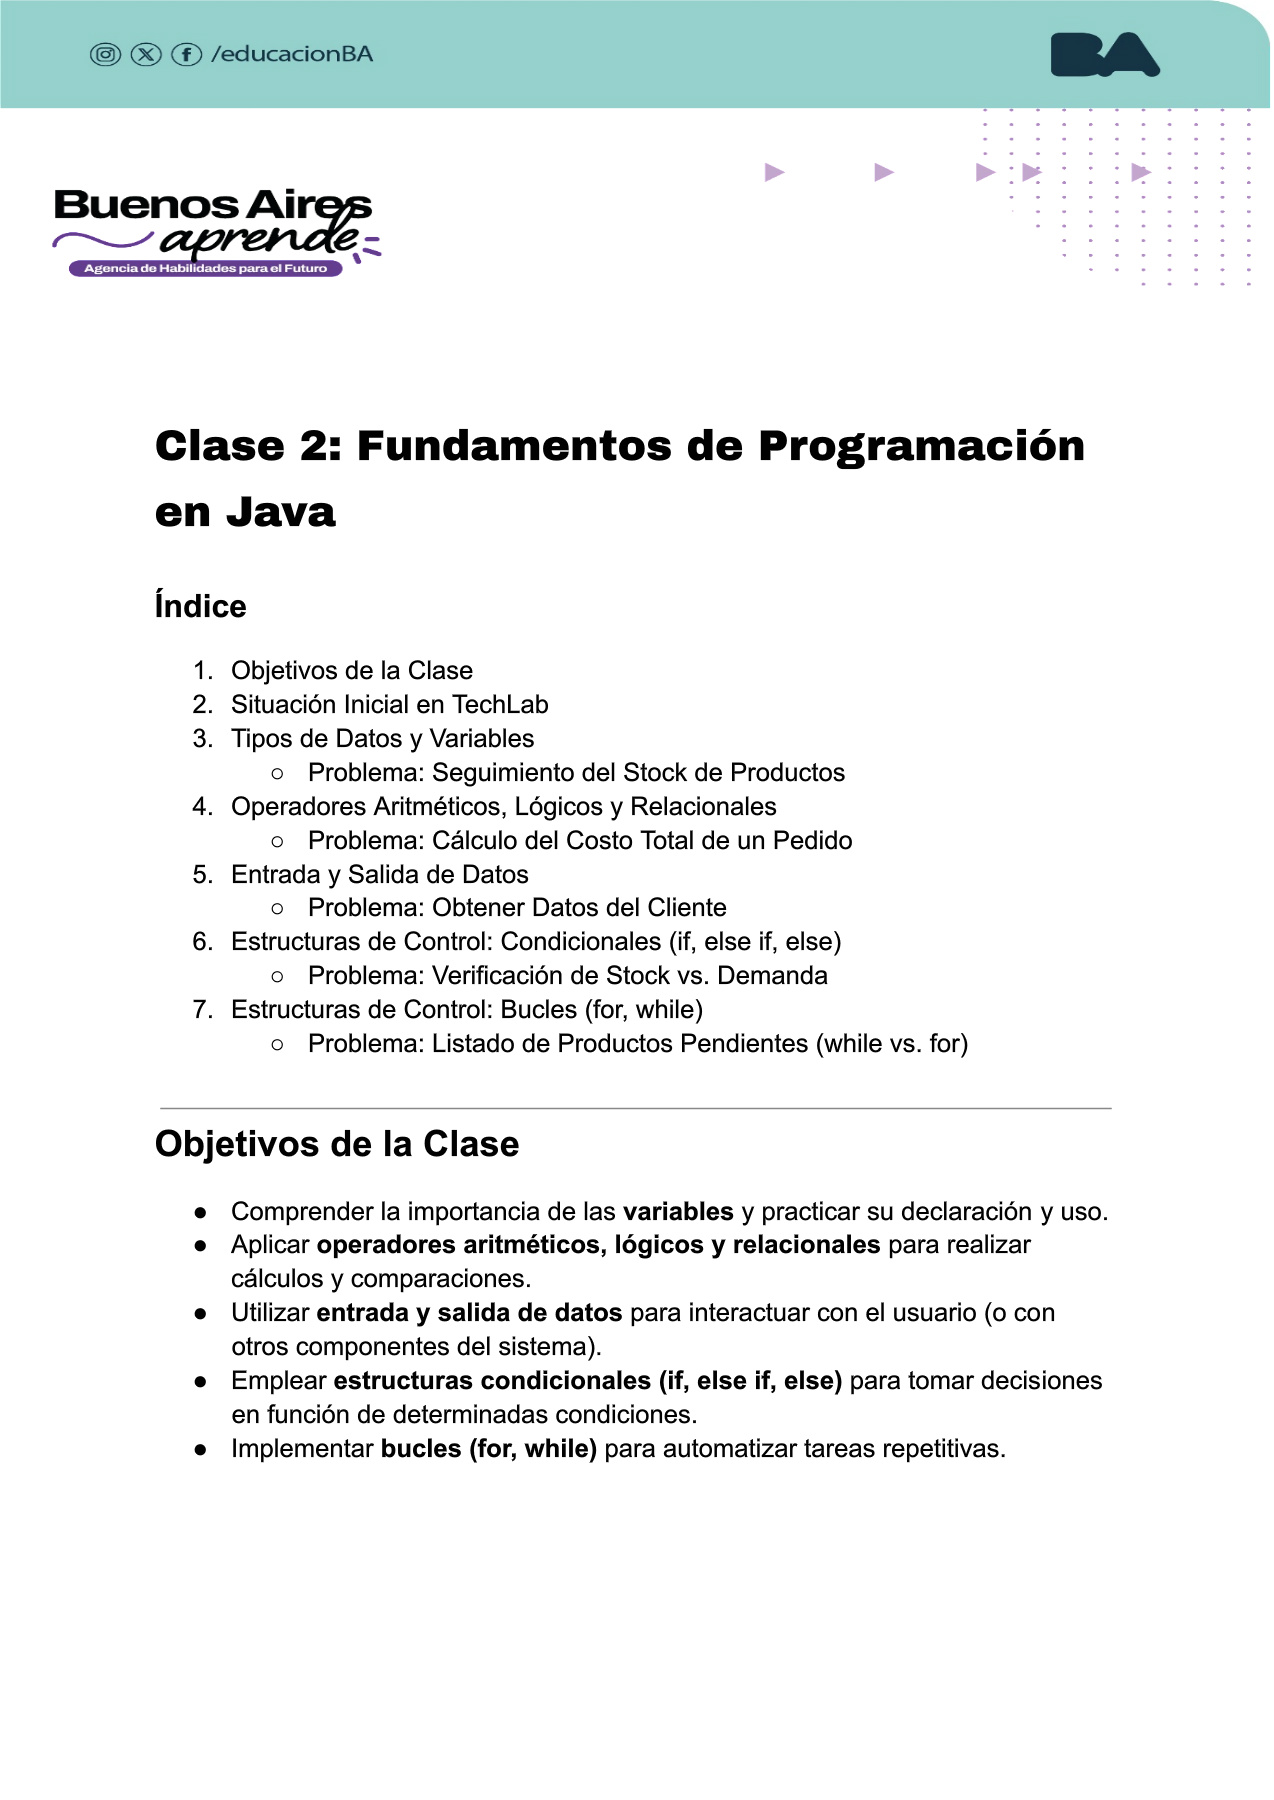 /educacionBA
BA
Buenos Aires
aprende
Agencia de Habilidades para el Futuro
Clase 2: Fundamentos de Programación
en Java
Índice
1. Objetivos de la Clase
2. Situación Inicial en TechLab
3. Tipos de Datos y Variables
○ Problema: Seguimiento del Stock de Productos
4. Operadores Aritméticos, Lógicos y Relacionales
○ Problema: Cálculo del Costo Total de un Pedido
5. Entrada y Salida de Datos
○ Problema: Obtener Datos del Cliente
6. Estructuras de Control: Condicionales (if, else if, else)
○ Problema: Verificación de Stock vs. Demanda
7. Estructuras de Control: Bucles (for, while)
○ Problema: Listado de Productos Pendientes (while vs. for)
Objetivos de la Clase
● Comprender la importancia de las variables y practicar su declaración y uso.
● Aplicar operadores aritméticos, lógicos y relacionales para realizar
cálculos y comparaciones.
● Utilizar entrada y salida de datos para interactuar con el usuario (o con
otros componentes del sistema).
● Emplear estructuras condicionales (if, else if, else) para tomar decisiones
en función de determinadas condiciones.
● Implementar bucles (for, while) para automatizar tareas repetitivas.